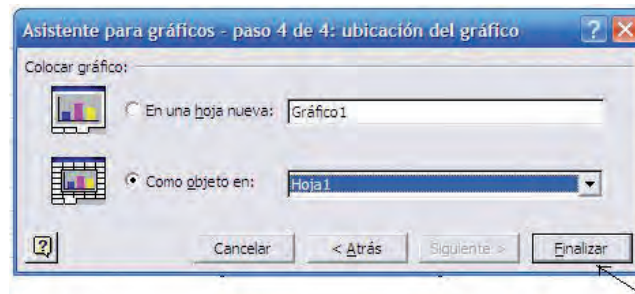 Asistente para gráficos - paso 4 de 4: ubicación del gráfico
Colocar gráfico:
En una hoja nueva: Gráfico1
Como objeto en: Hoja1
Cancelar < Atrás Siguiente > Finalizar